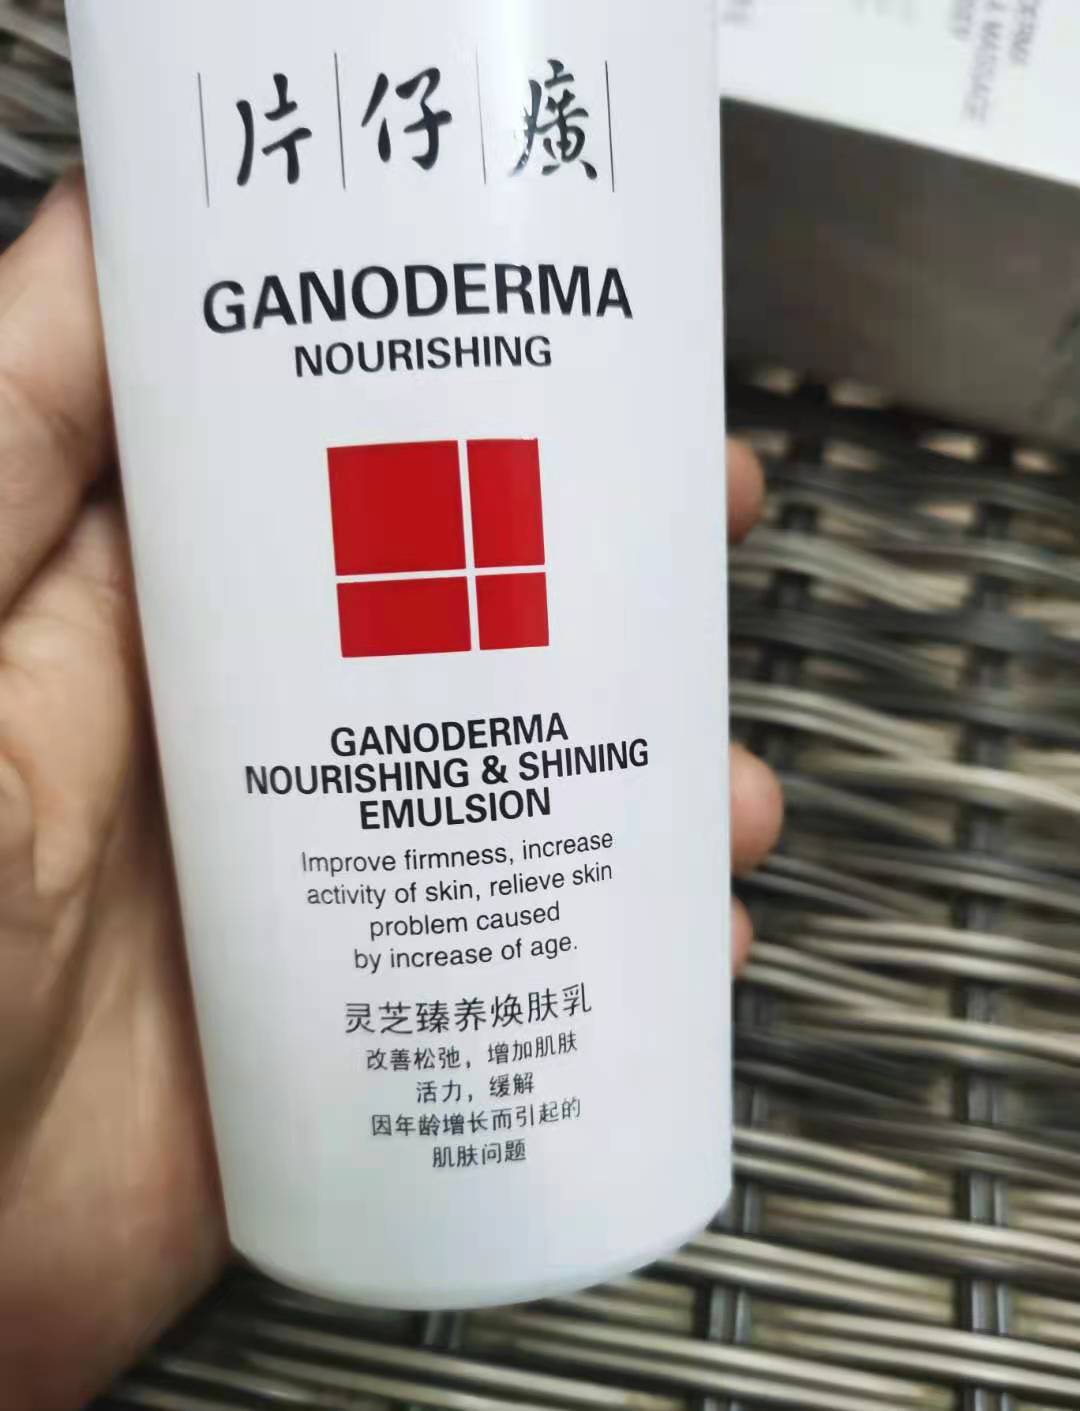 片仔癀
GANODERMA
NOURISHING
GANODERMA
NOURISHING & SHINING
EMULSION
Improve firmness, increase
activity of skin, relieve skin
problem caused
by increase of age.
灵芝臻养焕肤乳
改善松弛，增加肌肤
活力，缓解
因年龄增长而引起的
肌肤问题
MASSAGE